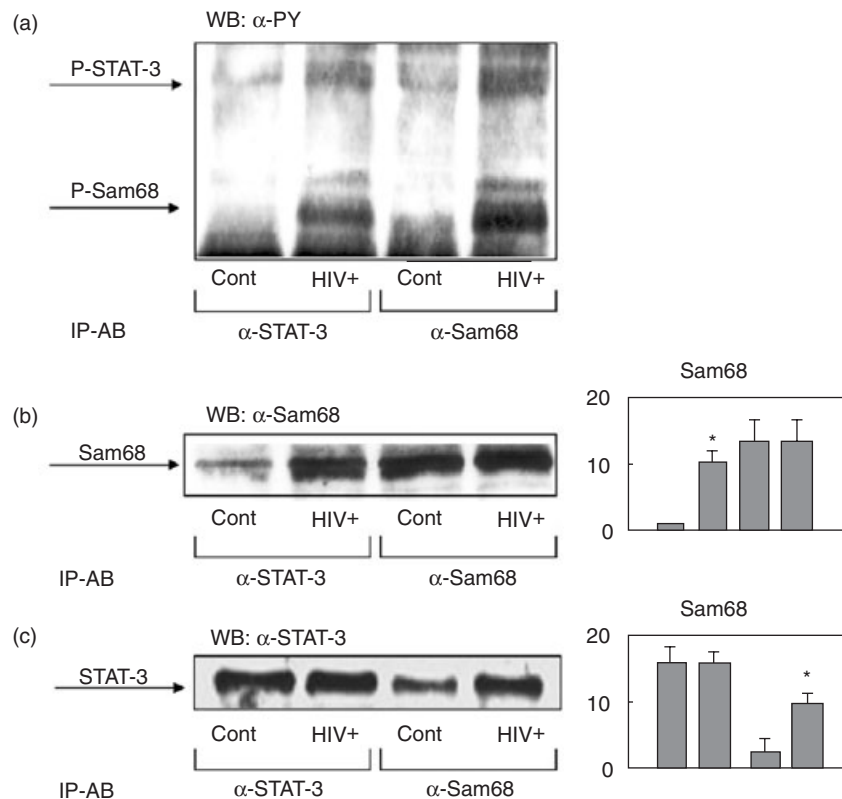 (a)
WB: α-PY
P-STAT-3
P-Sam68
Cont HIV+ Cont HIV+
IP-AB α-STAT-3 α-Sam68
(b)
WB: α-Sam68
Sam68
Cont HIV+ Cont HIV+
IP-AB α-STAT-3 α-Sam68
Sam68
20
*
10
0
(c)
WB: α-STAT-3
STAT-3
Cont HIV+ Cont HIV+
IP-AB α-STAT-3 α-Sam68
Sam68
20
*
10
0